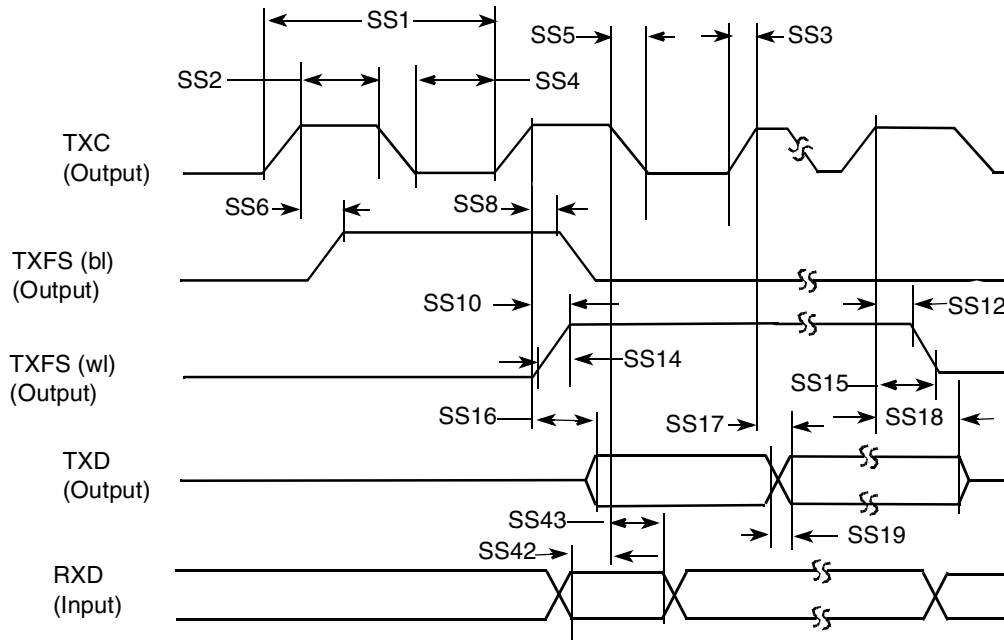 SS1
SS5
SS3
SS2
SS4
TXC
(Output)
SS6
SS8
TXFS (bl)
(Output)
SS10
SS12
TXFS (wl)
(Output)
SS14
SS15
SS16
SS17
SS18
TXD
(Output)
SS43
SS19
SS42
RXD
(Input)